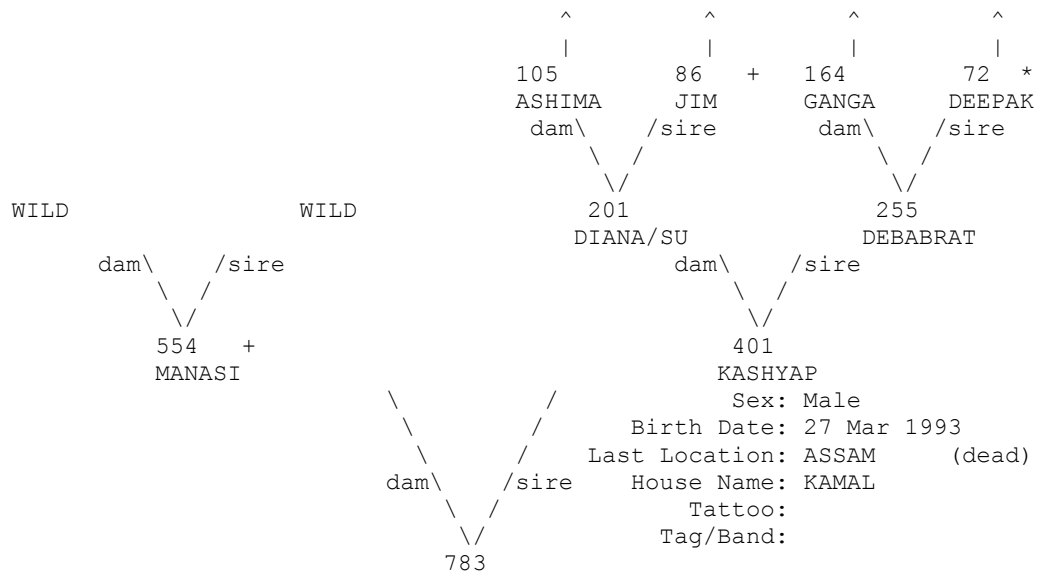 ^ ^ ^ ^
| | | |
105 86 + 164 72 *
ASHIMA JIM GANGA DEEPAK
dam\ /sire dam\ /sire
\ / \ /
\/ \/
WILD WILD 201 255
DIANA/SU DEBABRAT
dam\ /sire dam\ /sire
\ / \ /
\/ \/
554 + 401
MANASI KASHYAP
\ / Sex: Male
\ / Birth Date: 27 Mar 1993
\ / Last Location: ASSAM (dead)
dam\ /sire House Name: KAMAL
\ / Tattoo:
\/ Tag/Band:
783